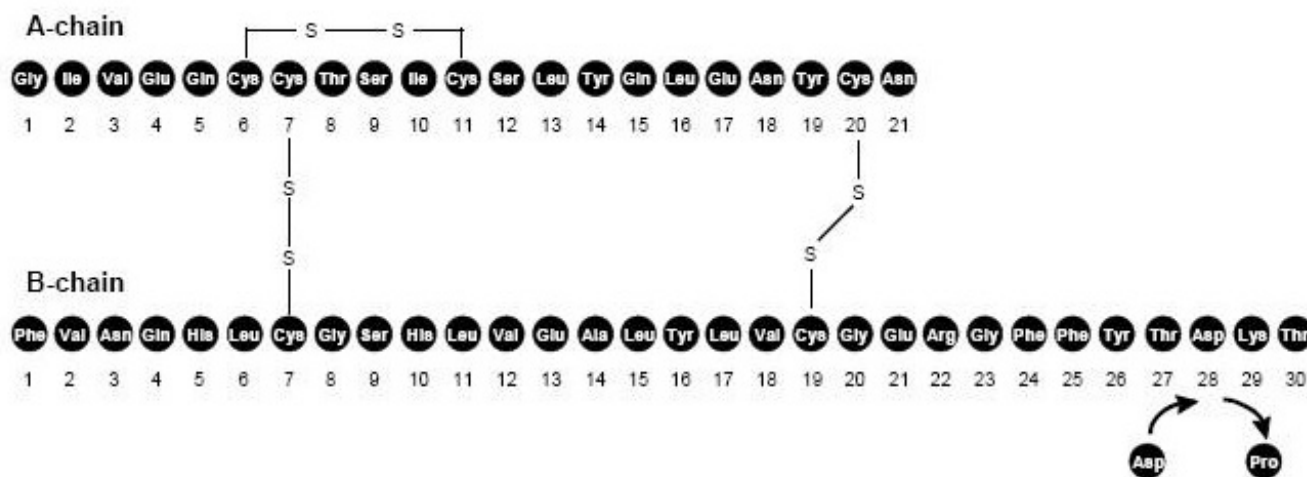 A-chain
S S
Gly Ile Val Glu Gln Cys Cys Thr Ser Ile Cys Ser Leu Tyr Gln Leu Glu Asn Tyr Cys Asn
1 2 3 4 5 6 7 8 9 10 11 12 13 14 15 16 17 18 19 20 21
S S
S S
B-chain
Phe Val Asn Gln His Leu Cys Gly Ser His Leu Val Glu Ala Leu Tyr Leu Val Cys Gly Glu Arg Gly Phe Phe Tyr Thr Asp Lys Thr
1 2 3 4 5 6 7 8 9 10 11 12 13 14 15 16 17 18 19 20 21 22 23 24 25 26 27 28 29 30
Asp Pro